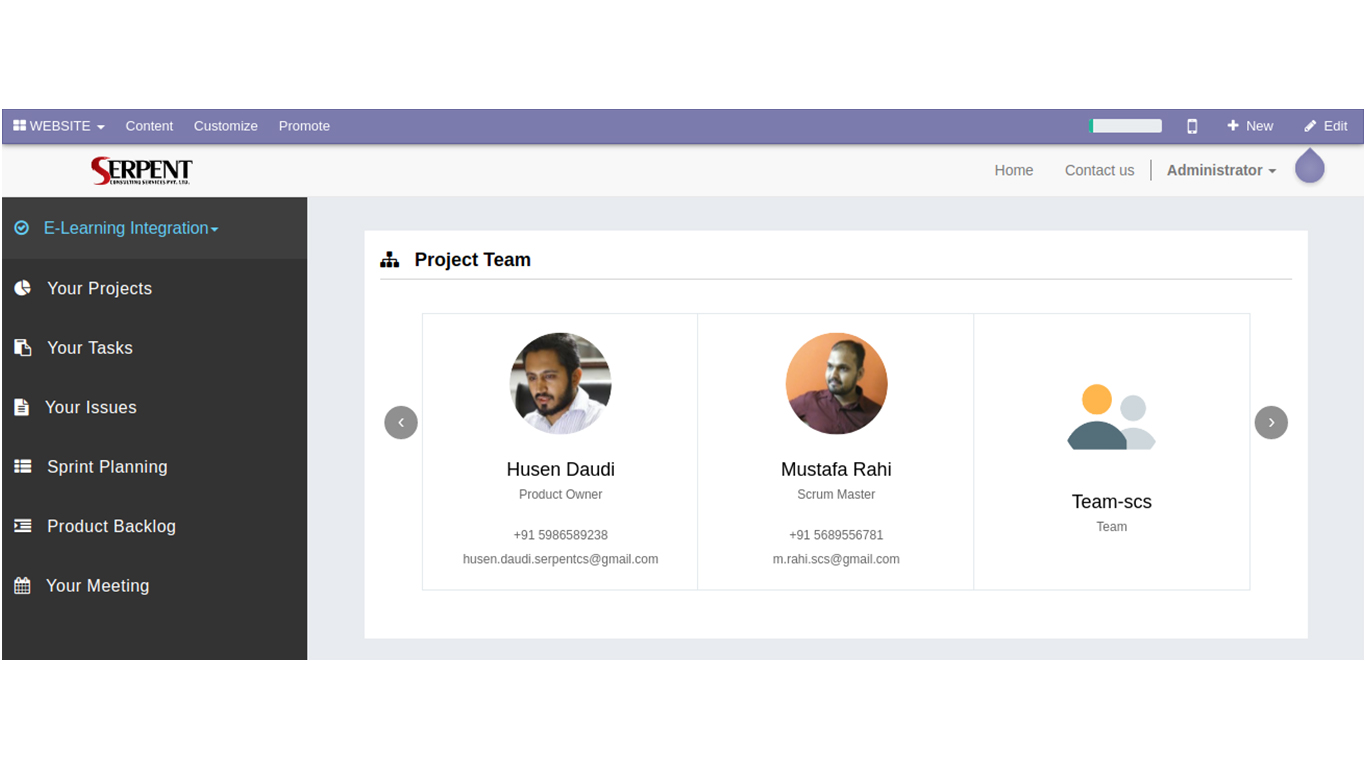 WEBSITE Content Customize Promote New Edit
SERPENT
CONSULTING SERVICES PVT. LTD.
Home Contact us Administrator
E-Learning Integration
Your Projects
Your Tasks
Your Issues
Sprint Planning
Product Backlog
Your Meeting
Project Team
Husen Daudi
Product Owner
+91 5986589238
husen.daudi.serpentcs@gmail.com
Mustafa Rahi
Scrum Master
+91 5689556781
m.rahi.scs@gmail.com
Team-scs
Team